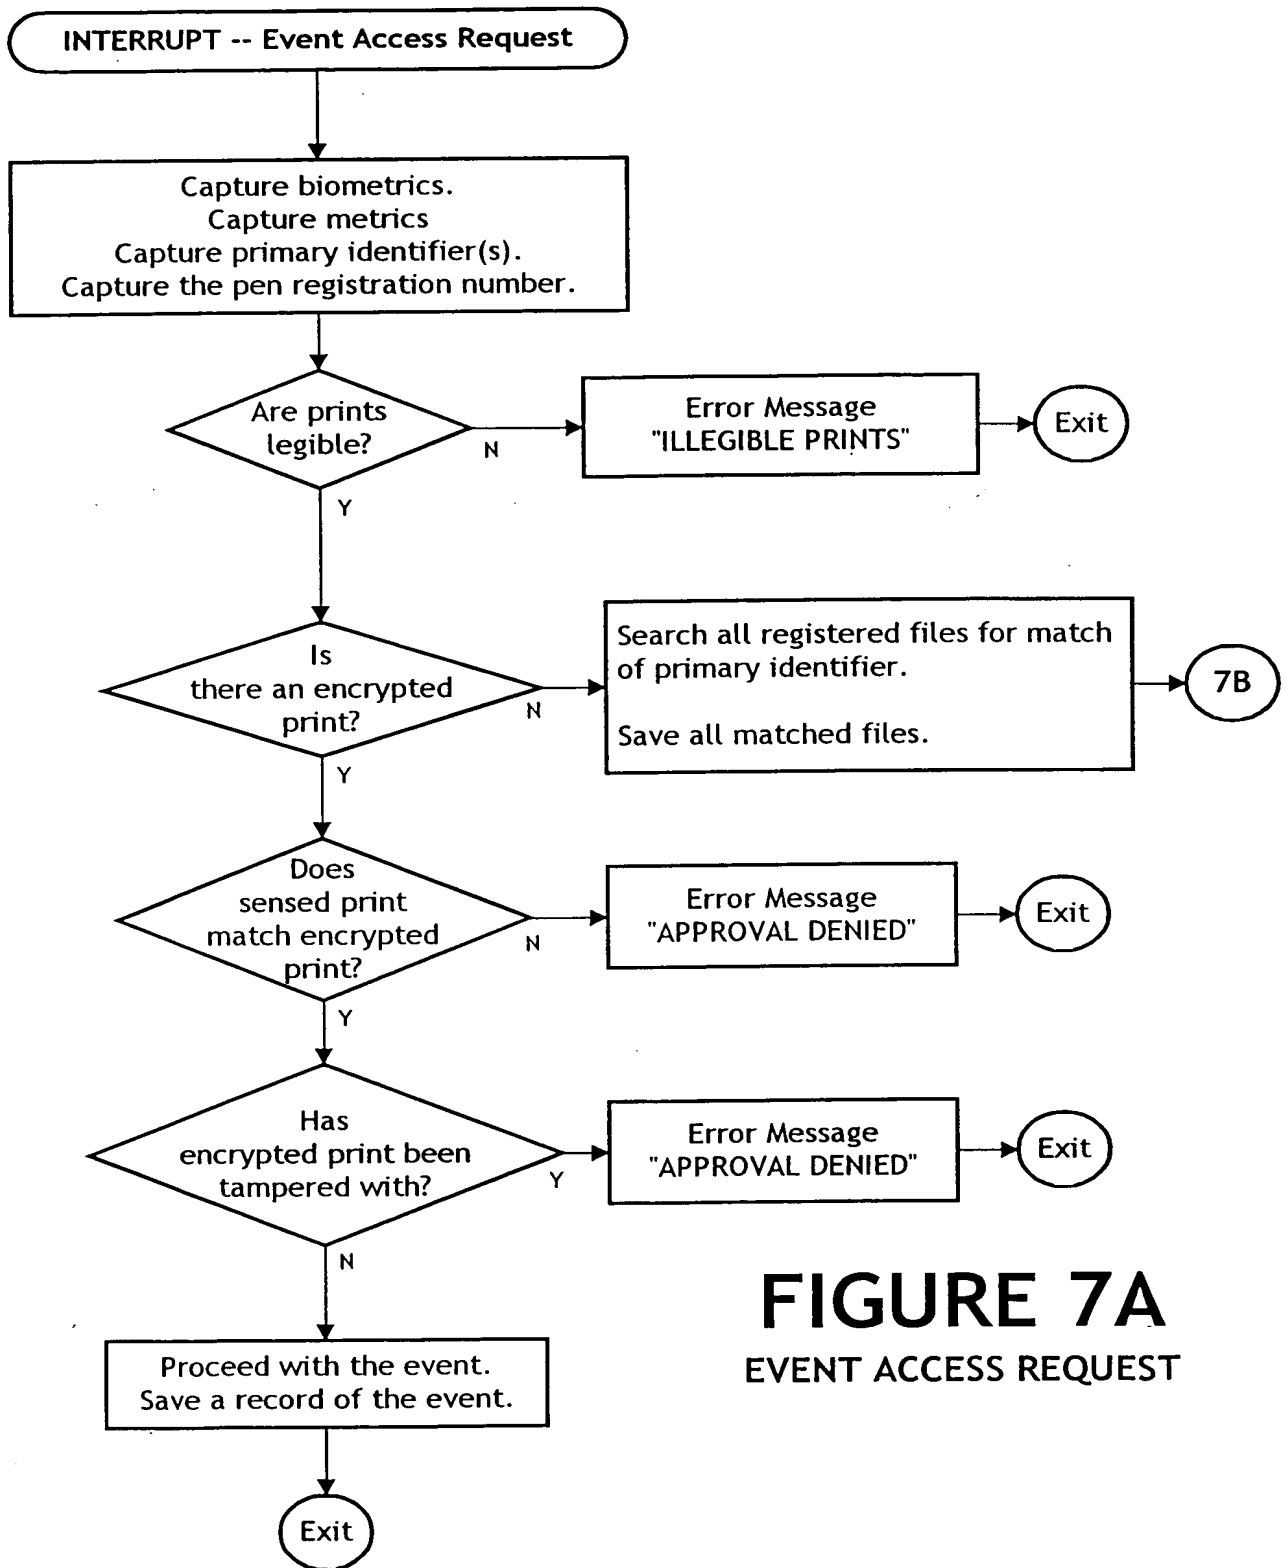 INTERRUPT -- Event Access Request
Capture biometrics.
Capture metrics
Capture primary identifier(s).
Capture the pen registration number.
Are prints
legible?
N
Error Message
"ILLEGIBLE PRINTS"
Exit
Y
Is
there an encrypted
print?
N
Search all registered files for match
of primary identifier.
Save all matched files.
7B
Y
Does
sensed print
match encrypted
print?
N
Error Message
"APPROVAL DENIED"
Exit
Y
Has
encrypted print been
tampered with?
Y
Error Message
"APPROVAL DENIED"
Exit
N
Proceed with the event.
Save a record of the event.
Exit
FIGURE 7A
EVENT ACCESS REQUEST